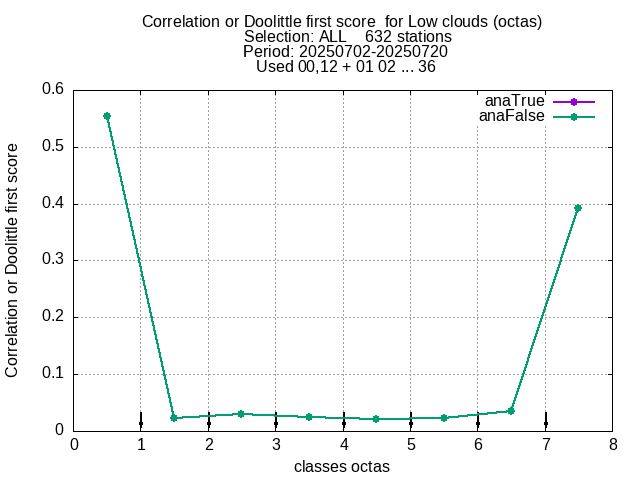 Correlation or Doolittle first score  for Low clouds (octas)
Selection: ALL    632 stations
Period: 20250702-20250720
Used 00,12 + 01 02 ... 36
anaTrue
anaFalse
Correlation or Doolittle first score
0.6
0.5
0.4
0.3
0.2
0.1
0
0 1 2 3 4 5 6 7 8
classes octas